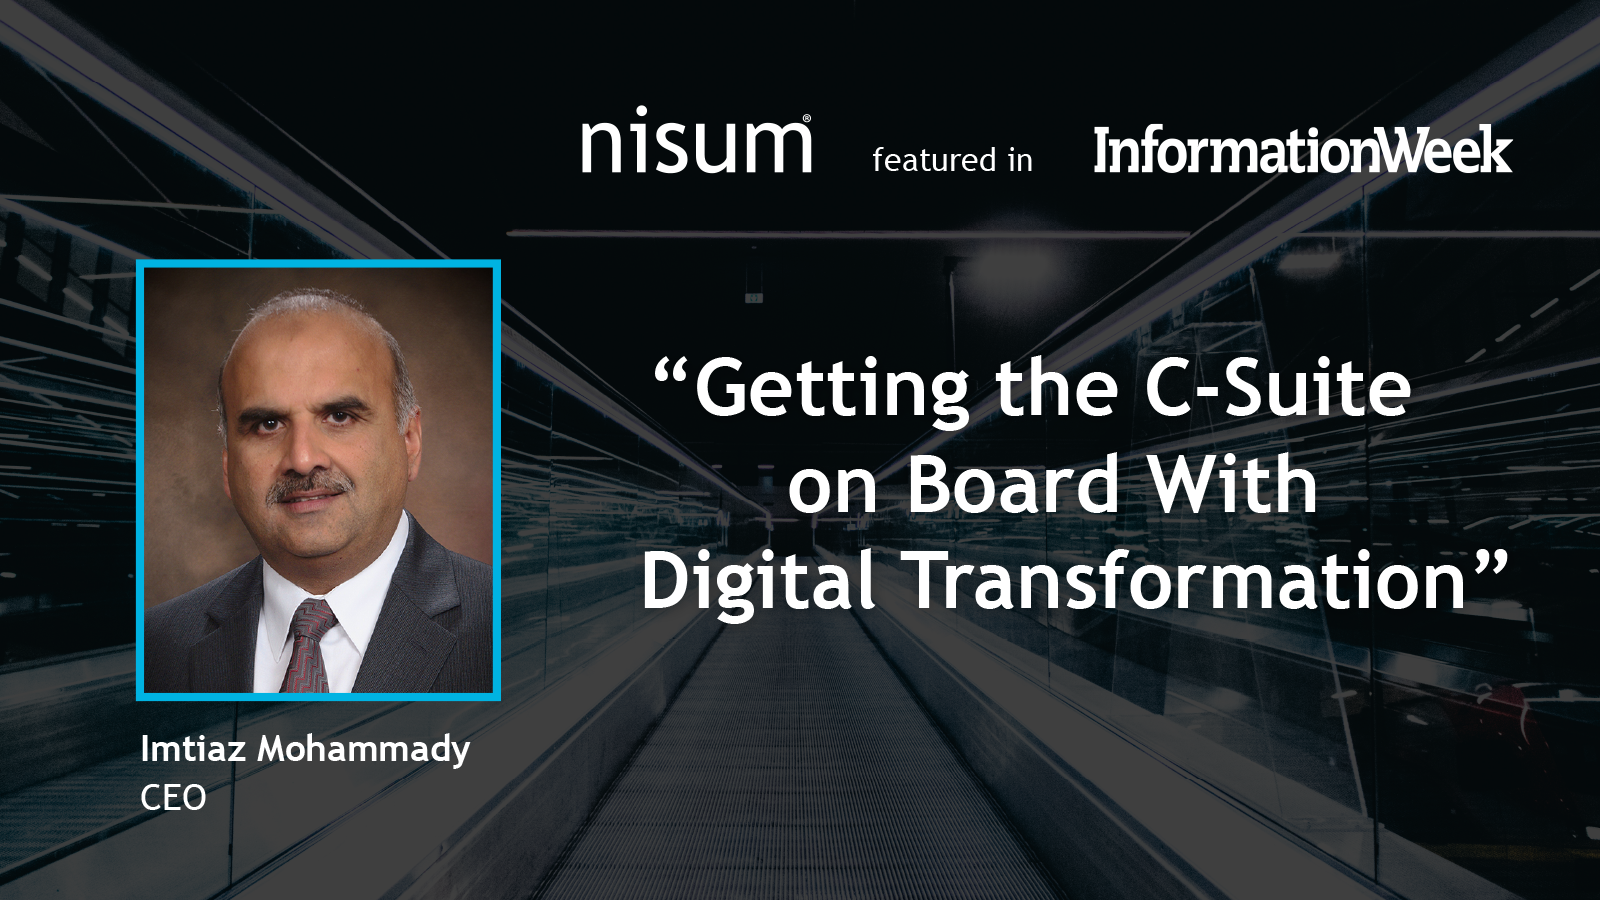 nisum®
featured in
InformationWeek
“Getting the C-Suite
on Board With
Digital Transformation”
Imtiaz Mohammady
CEO